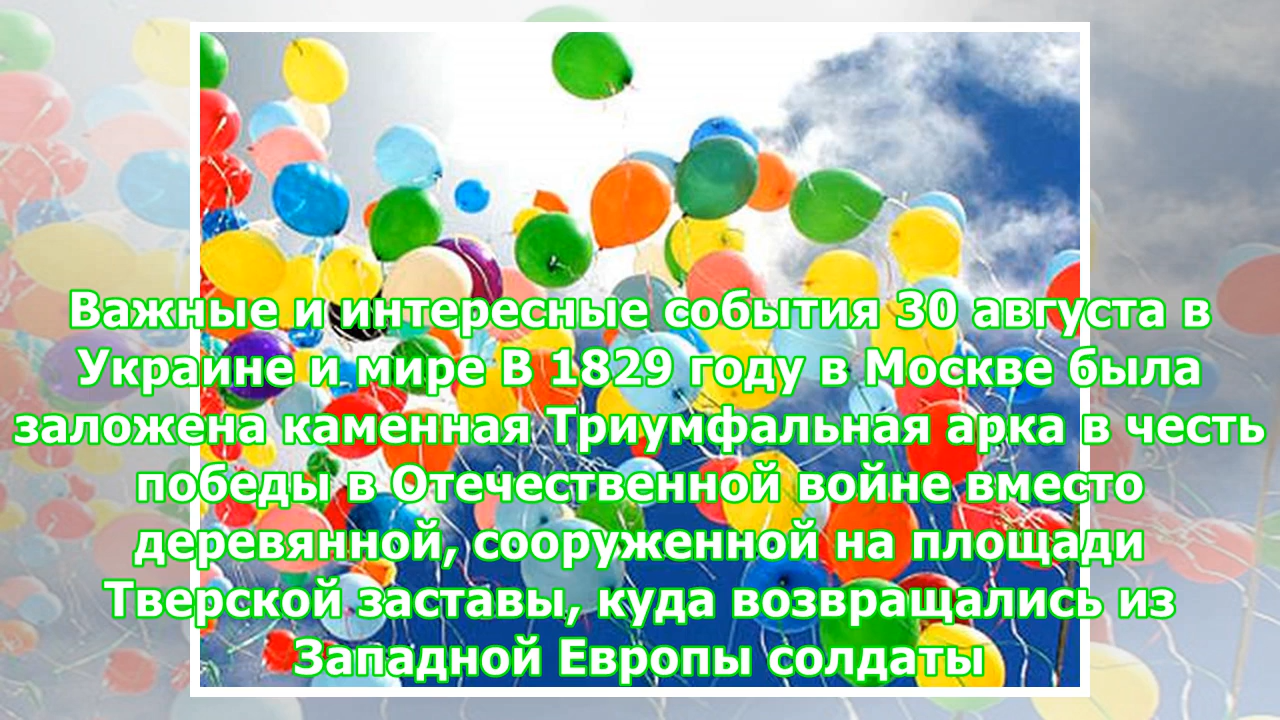 Важные и интересные события 30 августа в
Украине и мире В 1829 году в Москве была
заложена каменная Триумфальная арка в честь
победы в Отечественной войне вместо
деревянной, сооруженной на площади
Тверской заставы, куда возвращались из
Западной Европы солдаты